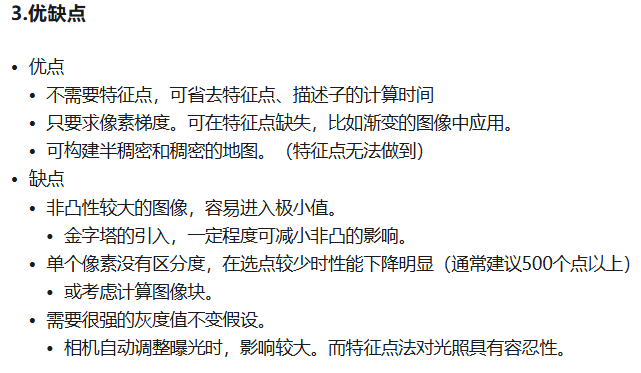 3.优缺点
• 优点
• 不需要特征点，可省去特征点、描述子的计算时间
• 只要求像素梯度。可在特征点缺失，比如渐变的图像中应用。
• 可构建半稠密和稠密的地图。（特征点无法做到）
• 缺点
• 非凸性较大的图像，容易进入极小值。
• 金字塔的引入，一定程度可减小非凸的影响。
• 单个像素没有区分度，在选点较少时性能下降明显（通常建议500个点以上）
• 或考虑计算图像块。
• 需要很强的灰度值不变假设。
• 相机自动调整曝光时，影响较大。而特征点法对光照具有容忍性。